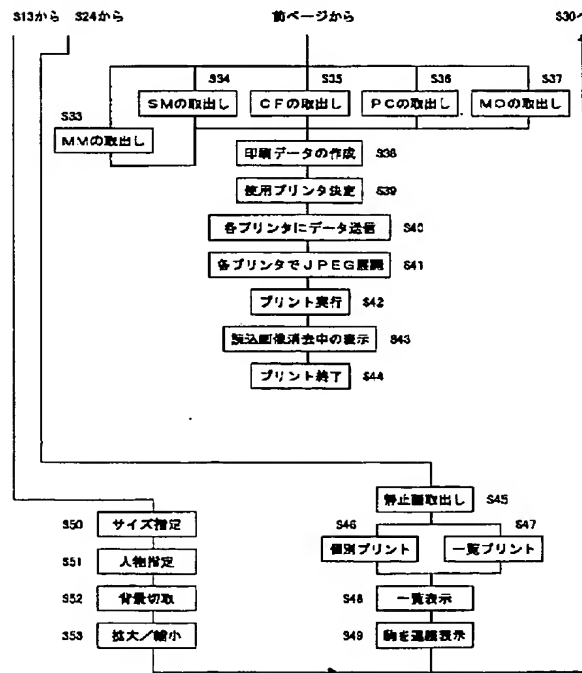 S13から S24から 前ページから S30へ
S34 S35 S36 S37
SMの取出し CFの取出し PCの取出し MOの取出し
S33
MMの取出し
印刷データの作成 S38
使用プリンタ決定 S39
各プリンタにデータ送信 S40
各プリンタでJPEG展開 S41
プリント実行 S42
読込画像消去中の表示 S43
プリント終了 S44
静止画取出し S45
S46 S47
個別プリント 一覧プリント
一覧表示 S48
駒を連続表示 S49
S50 サイズ指定
S51 人物指定
S52 背景切取
S53 拡大/縮小